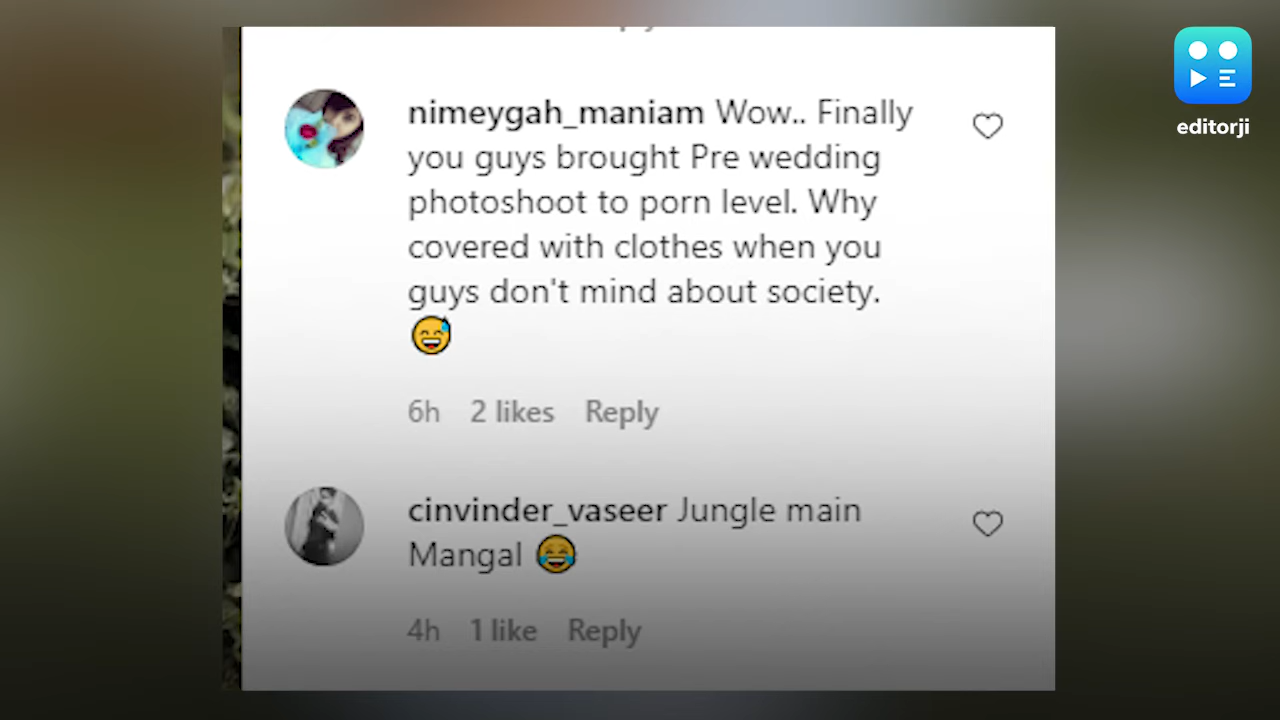 nimeygah_maniam Wow.. Finally
you guys brought Pre wedding
photoshoot to porn level. Why
covered with clothes when you
guys don't mind about society.
😅
6h 2 likes Reply
cinvinder_vaseer Jungle main
Mangal 😂
4h 1 like Reply
editorji